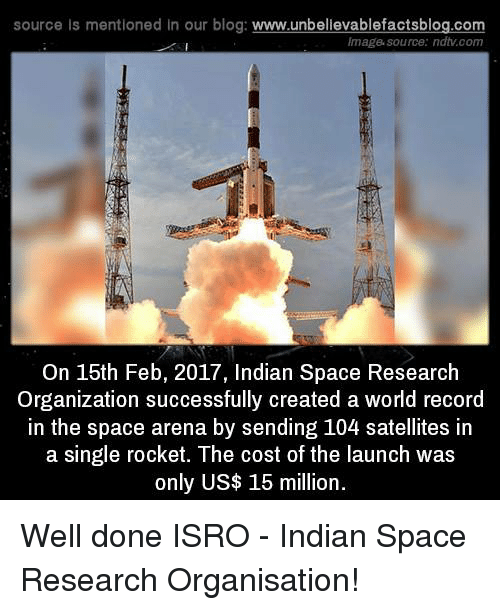 source is mentioned in our blog: www.unbelievablefactsblog.com
image source: ndtv.com
On 15th Feb, 2017, Indian Space Research
Organization successfully created a world record
in the space arena by sending 104 satellites in
a single rocket. The cost of the launch was
only US$ 15 million.
Well done ISRO - Indian Space
Research Organisation!